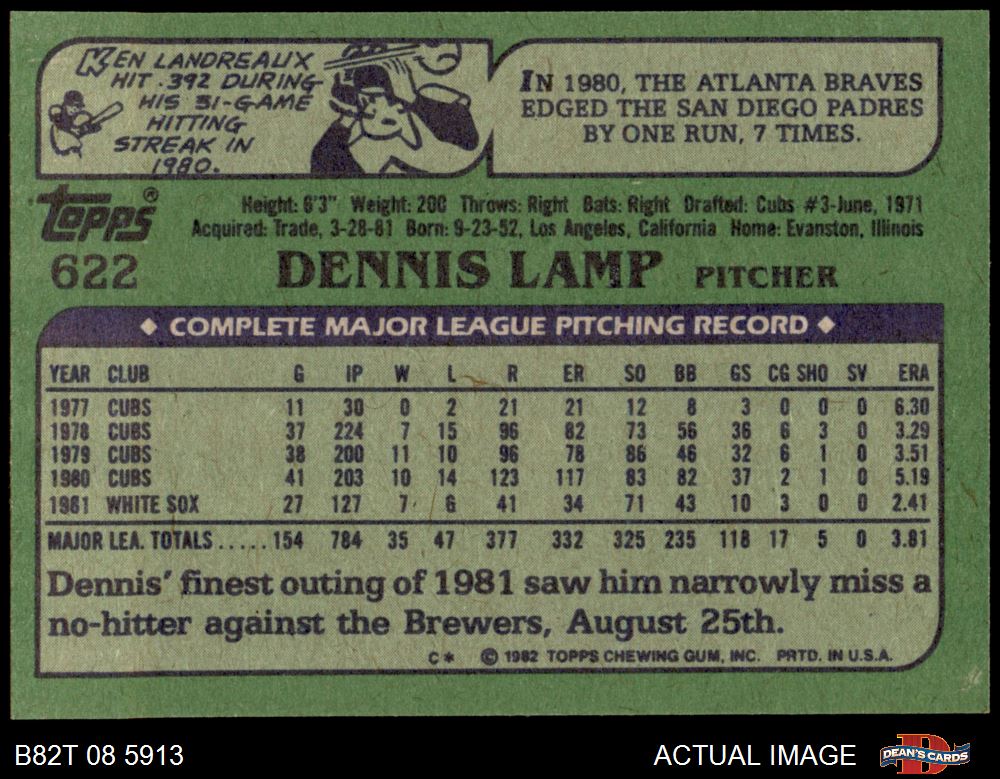 KEN LANDREAUX
HIT .392 DURING
HIS 31-GAME
HITTING
STREAK IN
1980.
IN 1980, THE ATLANTA BRAVES
EDGED THE SAN DIEGO PADRES
BY ONE RUN, 7 TIMES.
TOPPS®
Height: 6'3" Weight: 200 Throws: Right Bats: Right Drafted: Cubs #3-June, 1971
Acquired: Trade, 3-28-81 Born: 9-23-52, Los Angeles, California Home: Evanston, Illinois
622 DENNIS LAMP PITCHER
◆ COMPLETE MAJOR LEAGUE PITCHING RECORD ◆
YEAR CLUB G IP W L R ER SO BB GS CG SHO SV ERA
1977 CUBS 11 30 0 2 21 21 12 8 3 0 0 0 6.30
1978 CUBS 37 224 7 15 96 82 73 56 36 6 3 0 3.29
1979 CUBS 38 200 11 10 96 78 86 46 32 6 1 0 3.51
1980 CUBS 41 203 10 14 123 117 83 82 37 2 1 0 5.19
1981 WHITE SOX 27 127 7 6 41 34 71 43 10 3 0 0 2.41
MAJOR LEA. TOTALS ..... 154 784 35 47 377 332 325 235 118 17 5 0 3.81
Dennis' finest outing of 1981 saw him narrowly miss a
no-hitter against the Brewers, August 25th.
C* © 1982 TOPPS CHEWING GUM, INC. PRTD. IN U.S.A.
B82T 08 5913 ACTUAL IMAGE D DEAN'S CARDS